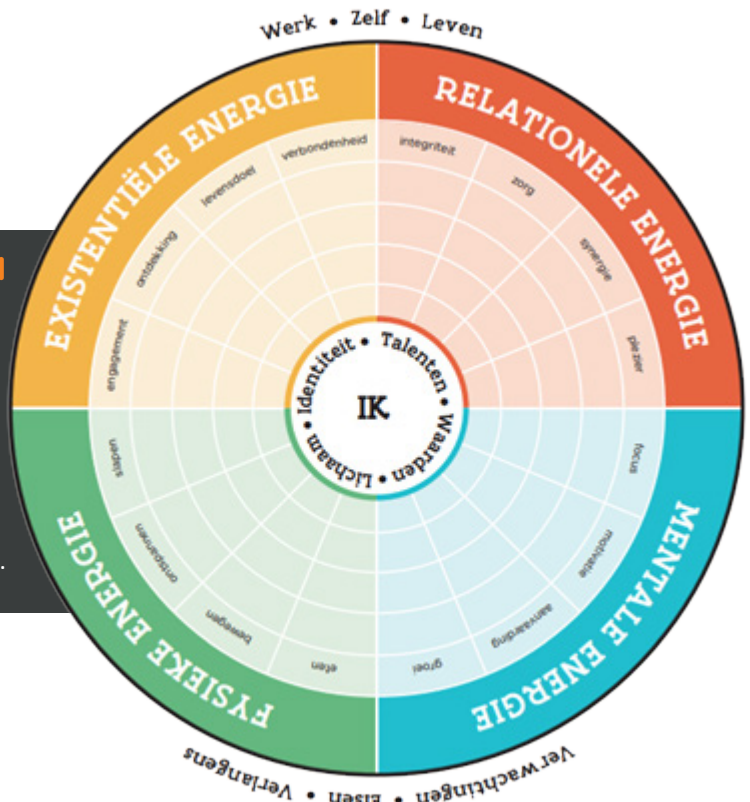 Werk • Zelf • Leven
EXISTENTIËLE ENERGIE
RELATIONELE ENERGIE
MENTALE ENERGIE
FYSIEKE ENERGIE
verbondenheid
levensdoel
ontdekking
engagement
integriteit
zorg
synergie
plezier
focus
motivatie
aanvaarding
groei
eten
bewegen
ontspannen
slapen
Identiteit • Talenten • Waarden • Lichaam •
IK
Verwachtingen • Eisen • Verlangens